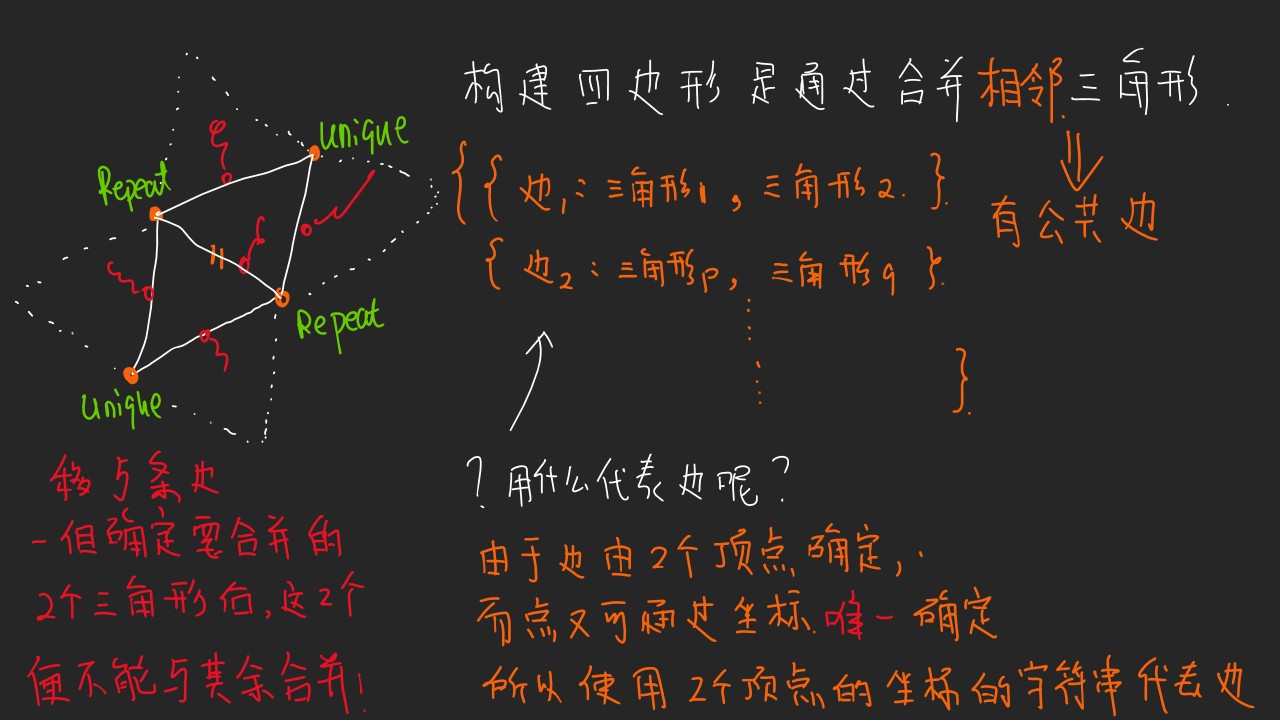 构建四边形是通过合并相邻三角形.
unique
Repeat
{ { 边1: 三角形1, 三角形2. }
有公共边
{ 边2: 三角形p, 三角形q }.
Repeat
}.
unique
?用什么代表边呢?
移5条边
一但确定要合并的
2个三角形后,这2个
便不能与其余合并!
由于边由2个顶点确定,
而点又可通过坐标唯一确定
所以使用2个顶点的坐标的字符串代表边